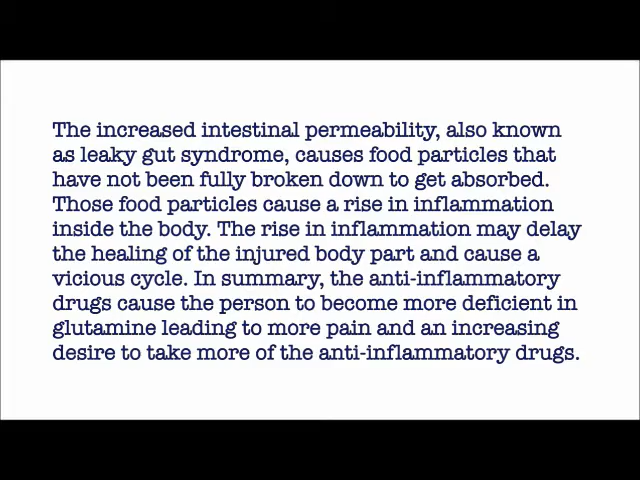 The increased intestinal permeability, also known
as leaky gut syndrome, causes food particles that
have not been fully broken down to get absorbed.
Those food particles cause a rise in inflammation
inside the body. The rise in inflammation may delay
the healing of the injured body part and cause a
vicious cycle. In summary, the anti-inflammatory
drugs cause the person to become more deficient in
glutamine leading to more pain and an increasing
desire to take more of the anti-inflammatory drugs.